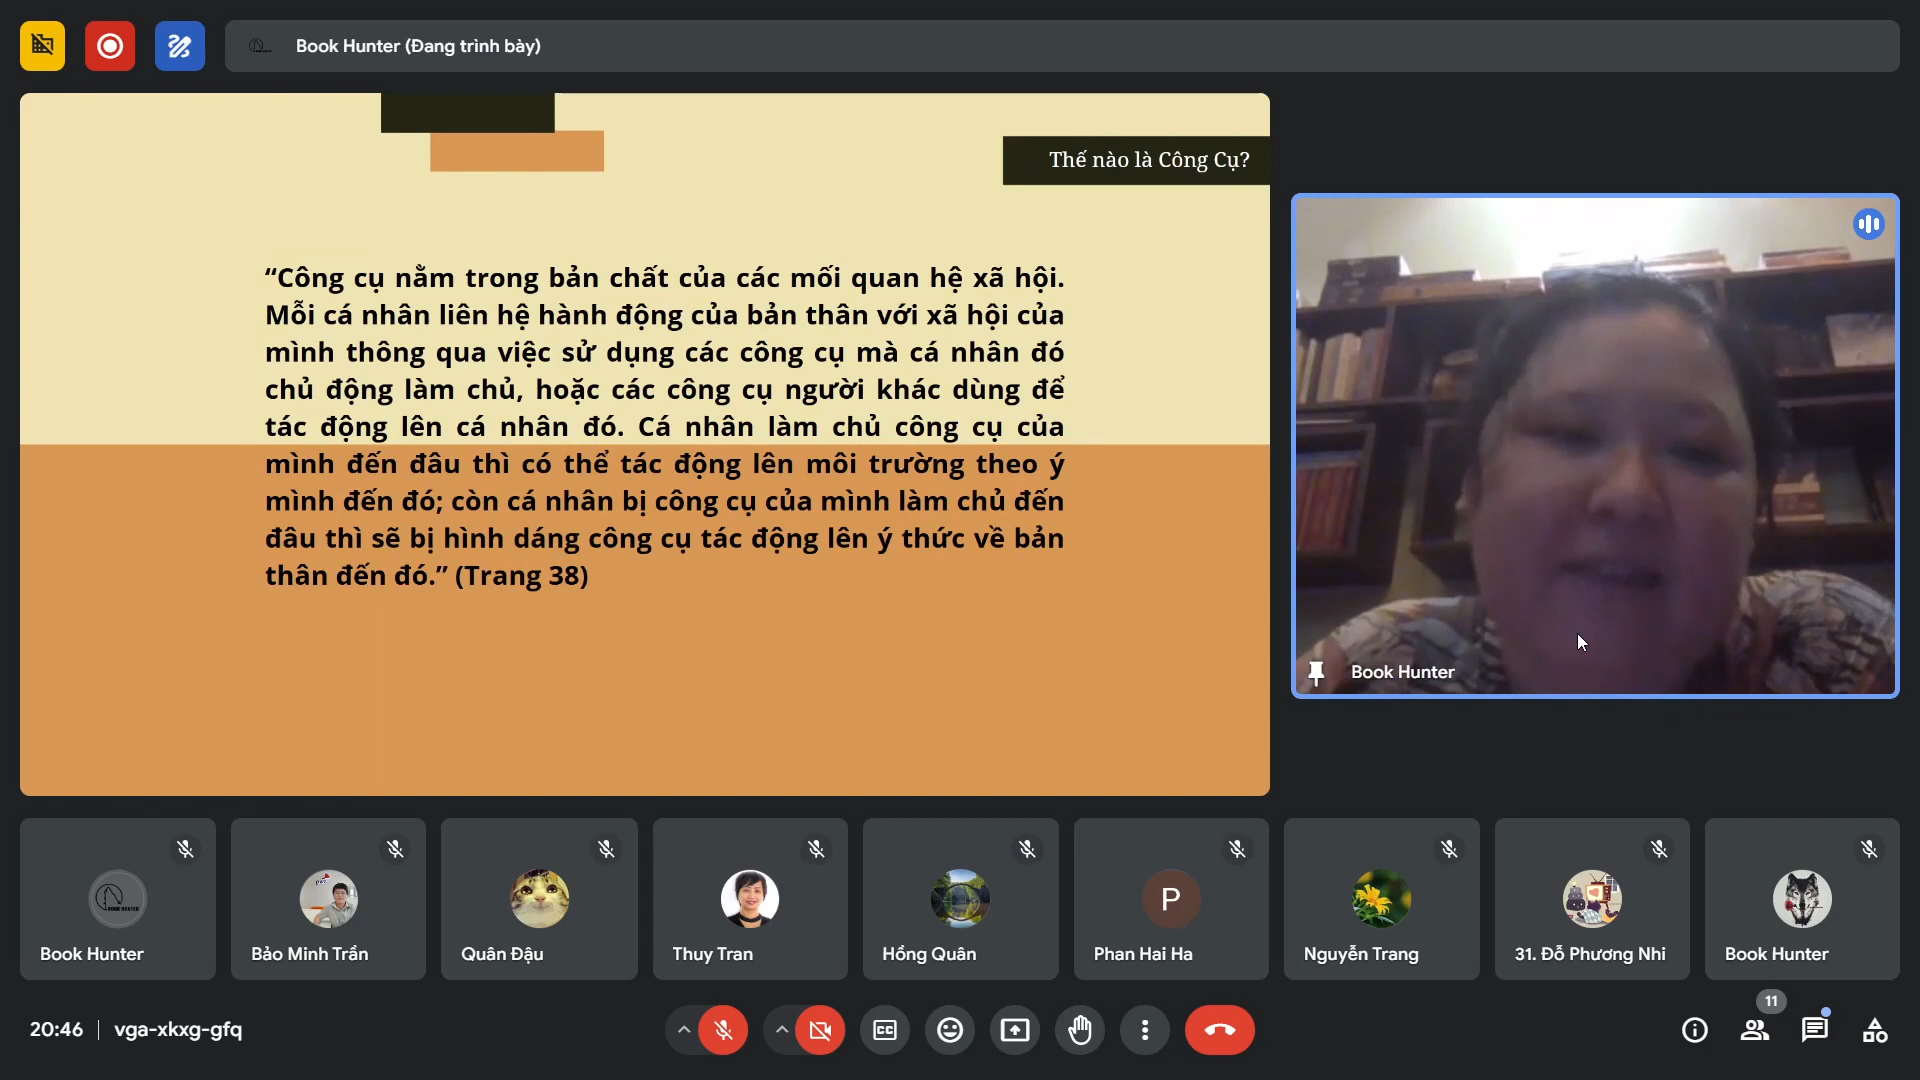 Book Hunter (Đang trình bày)
Thế nào là Công Cụ?
“Công cụ nằm trong bản chất của các mối quan hệ xã hội.
Mỗi cá nhân liên hệ hành động của bản thân với xã hội của
mình thông qua việc sử dụng các công cụ mà cá nhân đó
chủ động làm chủ, hoặc các công cụ người khác dùng để
tác động lên cá nhân đó. Cá nhân làm chủ công cụ của
mình đến đâu thì có thể tác động lên môi trường theo ý
mình đến đó; còn cá nhân bị công cụ của mình làm chủ đến
đâu thì sẽ bị hình dáng công cụ tác động lên ý thức về bản
thân đến đó.” (Trang 38)
Book Hunter
BOOK HUNTER
P
Book Hunter
Bảo Minh Trần
Quân Đậu
Thuy Tran
Hồng Quân
Phan Hai Ha
Nguyễn Trang
31. Đỗ Phương Nhi
Book Hunter
11
20:46
vga-xkxg-gfq
CC